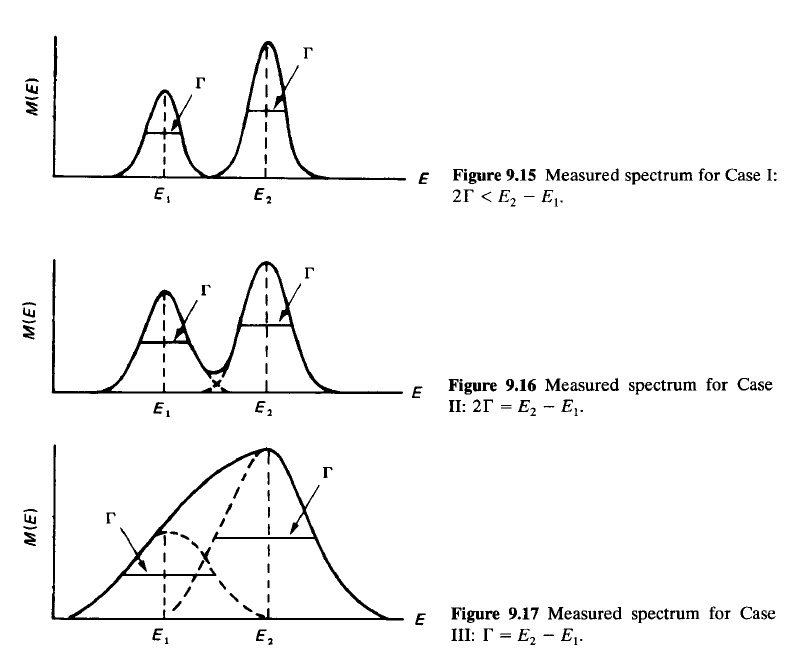 M(E)
Γ
Γ
E
E₁
E₂
Figure 9.15 Measured spectrum for Case I:
2Γ < E₂ − E₁.
M(E)
Γ
Γ
E
E₁
E₂
Figure 9.16 Measured spectrum for Case
II: 2Γ = E₂ − E₁.
M(E)
Γ
Γ
E
E₁
E₂
Figure 9.17 Measured spectrum for Case
III: Γ = E₂ − E₁.